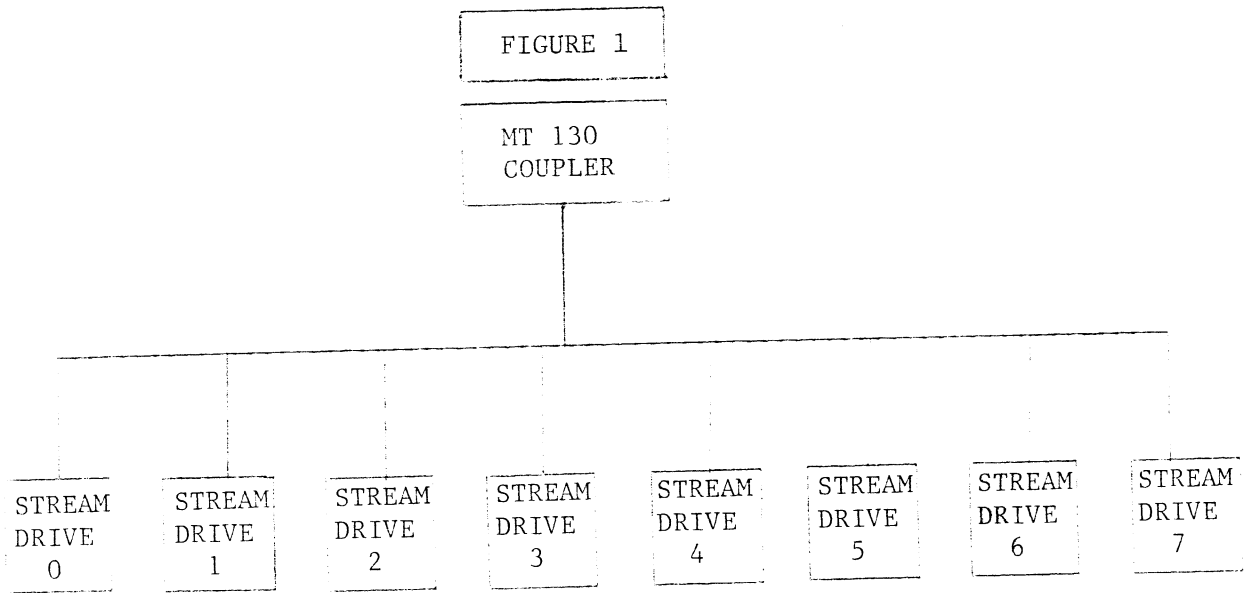 FIGURE 1
MT 130
COUPLER
STREAM
DRIVE
0
STREAM
DRIVE
1
STREAM
DRIVE
2
STREAM
DRIVE
3
STREAM
DRIVE
4
STREAM
DRIVE
5
STREAM
DRIVE
6
STREAM
DRIVE
7